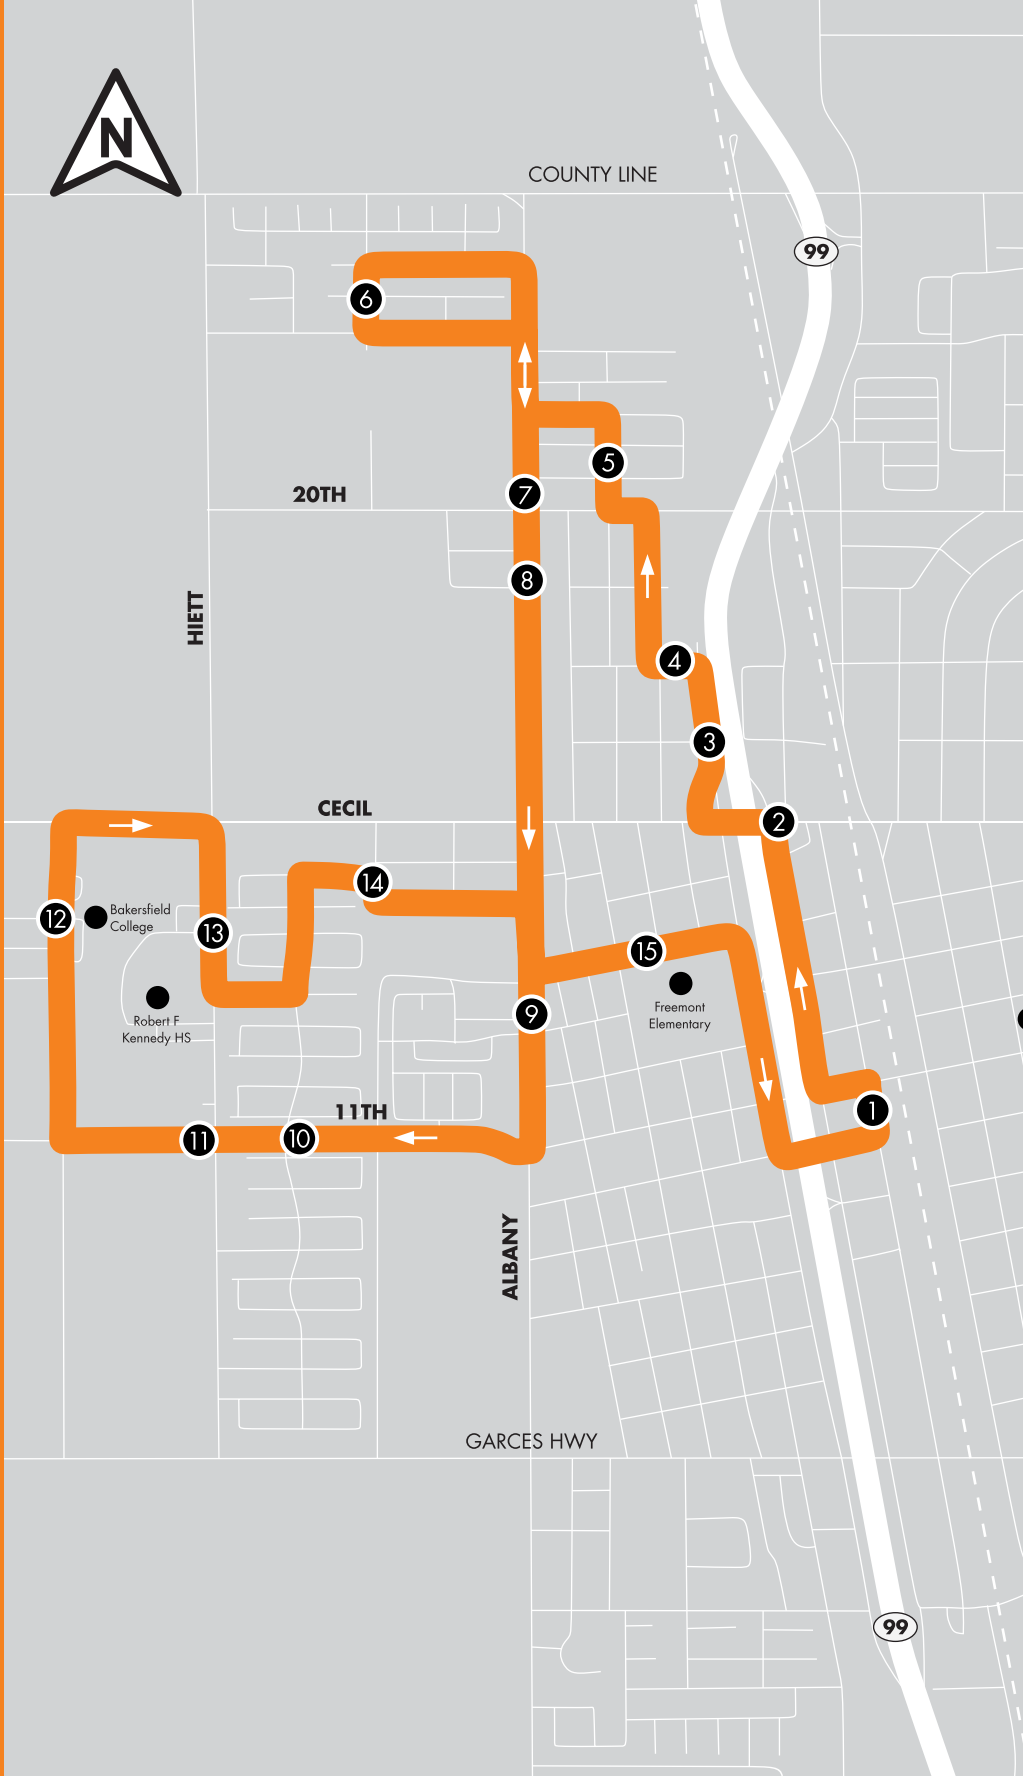 N
COUNTY LINE
99
6
5
20TH
7
8
HIETT
4
3
CECIL
2
14
12
Bakersfield
College
13
15
9
Freemont
Elementary
Robert F
Kennedy HS
11TH
1
11
10
ALBANY
GARCES HWY
99